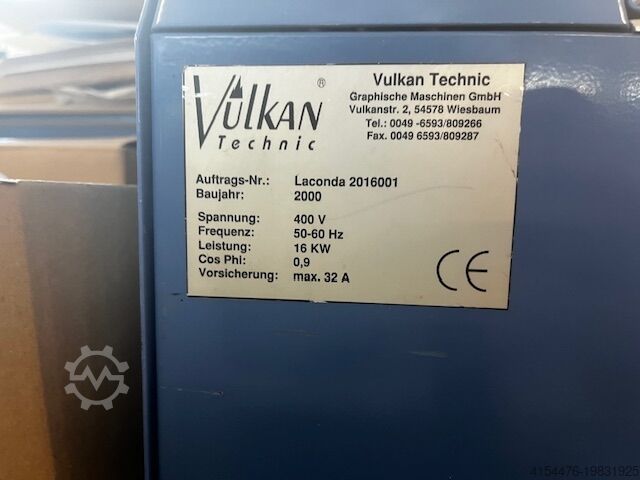 VULKAN ®
Technic
Vulkan Technic
Graphische Maschinen GmbH
Vulkanstr. 2, 54578 Wiesbaum
Tel.: 0049 -6593/809266
Fax. 0049 6593/809287
Auftrags-Nr.: Laconda 2016001
Baujahr: 2000
Spannung: 400 V
Frequenz: 50-60 Hz
Leistung: 16 KW
Cos Phi: 0,9
Vorsicherung: max. 32 A
CE
4154476-19831925